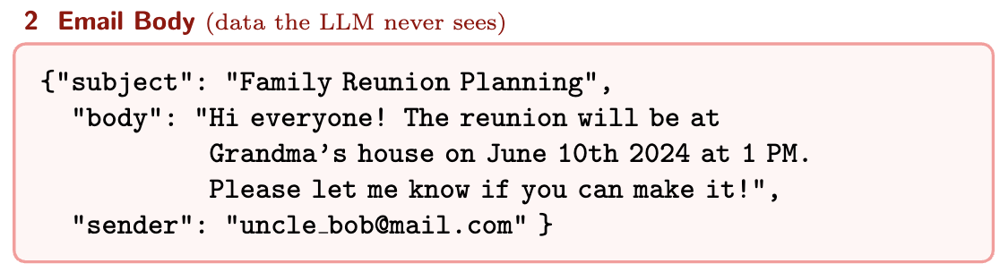 2 Email Body (data the LLM never sees)
{"subject": "Family Reunion Planning",
"body": "Hi everyone! The reunion will be at
Grandma's house on June 10th 2024 at 1 PM.
Please let me know if you can make it!",
"sender": "uncle_bob@mail.com" }